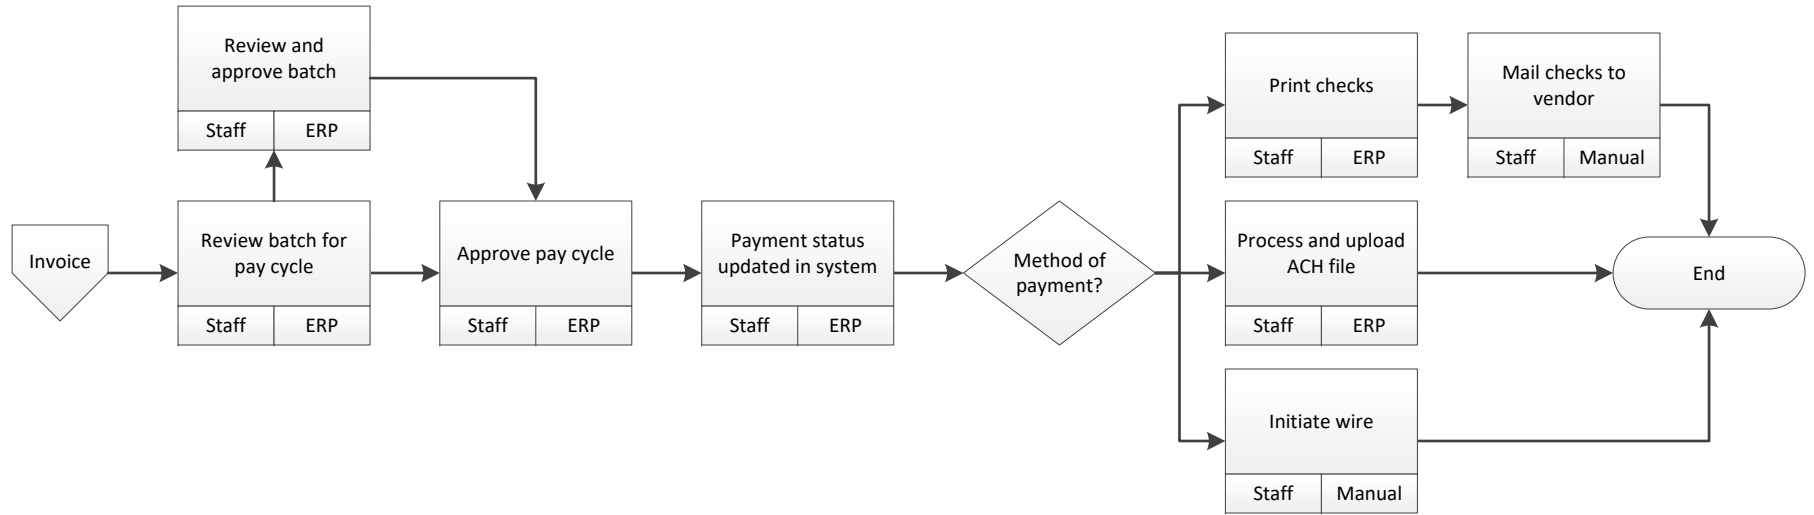 Review and
approve batch
Staff
ERP
Invoice
Review batch for
pay cycle
Staff
ERP
Approve pay cycle
Staff
ERP
Payment status
updated in system
Staff
ERP
Method of
payment?
Print checks
Staff
ERP
Mail checks to
vendor
Staff
Manual
Process and upload
ACH file
Staff
ERP
Initiate wire
Staff
Manual
End